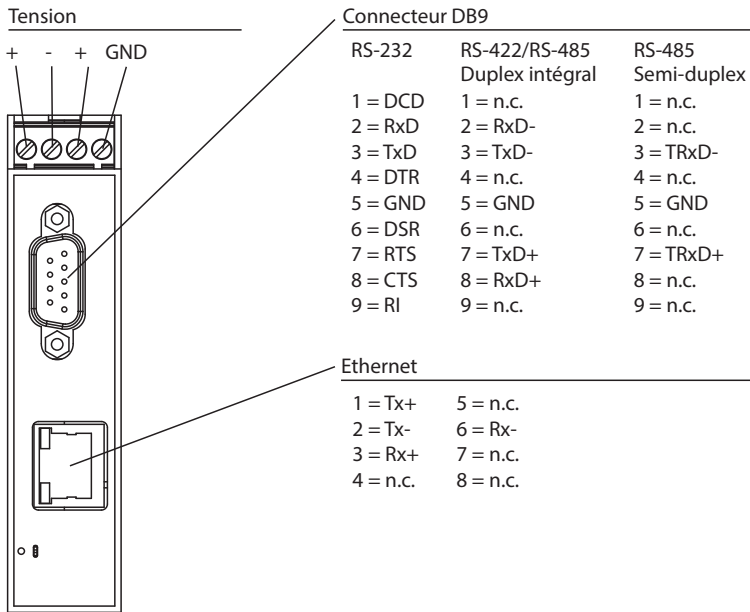 Tension
+ - + GND
Connecteur DB9
RS-232 RS-422/RS-485 RS-485
Duplex intégral Semi-duplex
1 = DCD 1 = n.c. 1 = n.c.
2 = RxD 2 = RxD- 2 = n.c.
3 = TxD 3 = TxD- 3 = TRxD-
4 = DTR 4 = n.c. 4 = n.c.
5 = GND 5 = GND 5 = GND
6 = DSR 6 = n.c. 6 = n.c.
7 = RTS 7 = TxD+ 7 = TRxD+
8 = CTS 8 = RxD+ 8 = n.c.
9 = RI 9 = n.c. 9 = n.c.
Ethernet
1 = Tx+ 5 = n.c.
2 = Tx- 6 = Rx-
3 = Rx+ 7 = n.c.
4 = n.c. 8 = n.c.